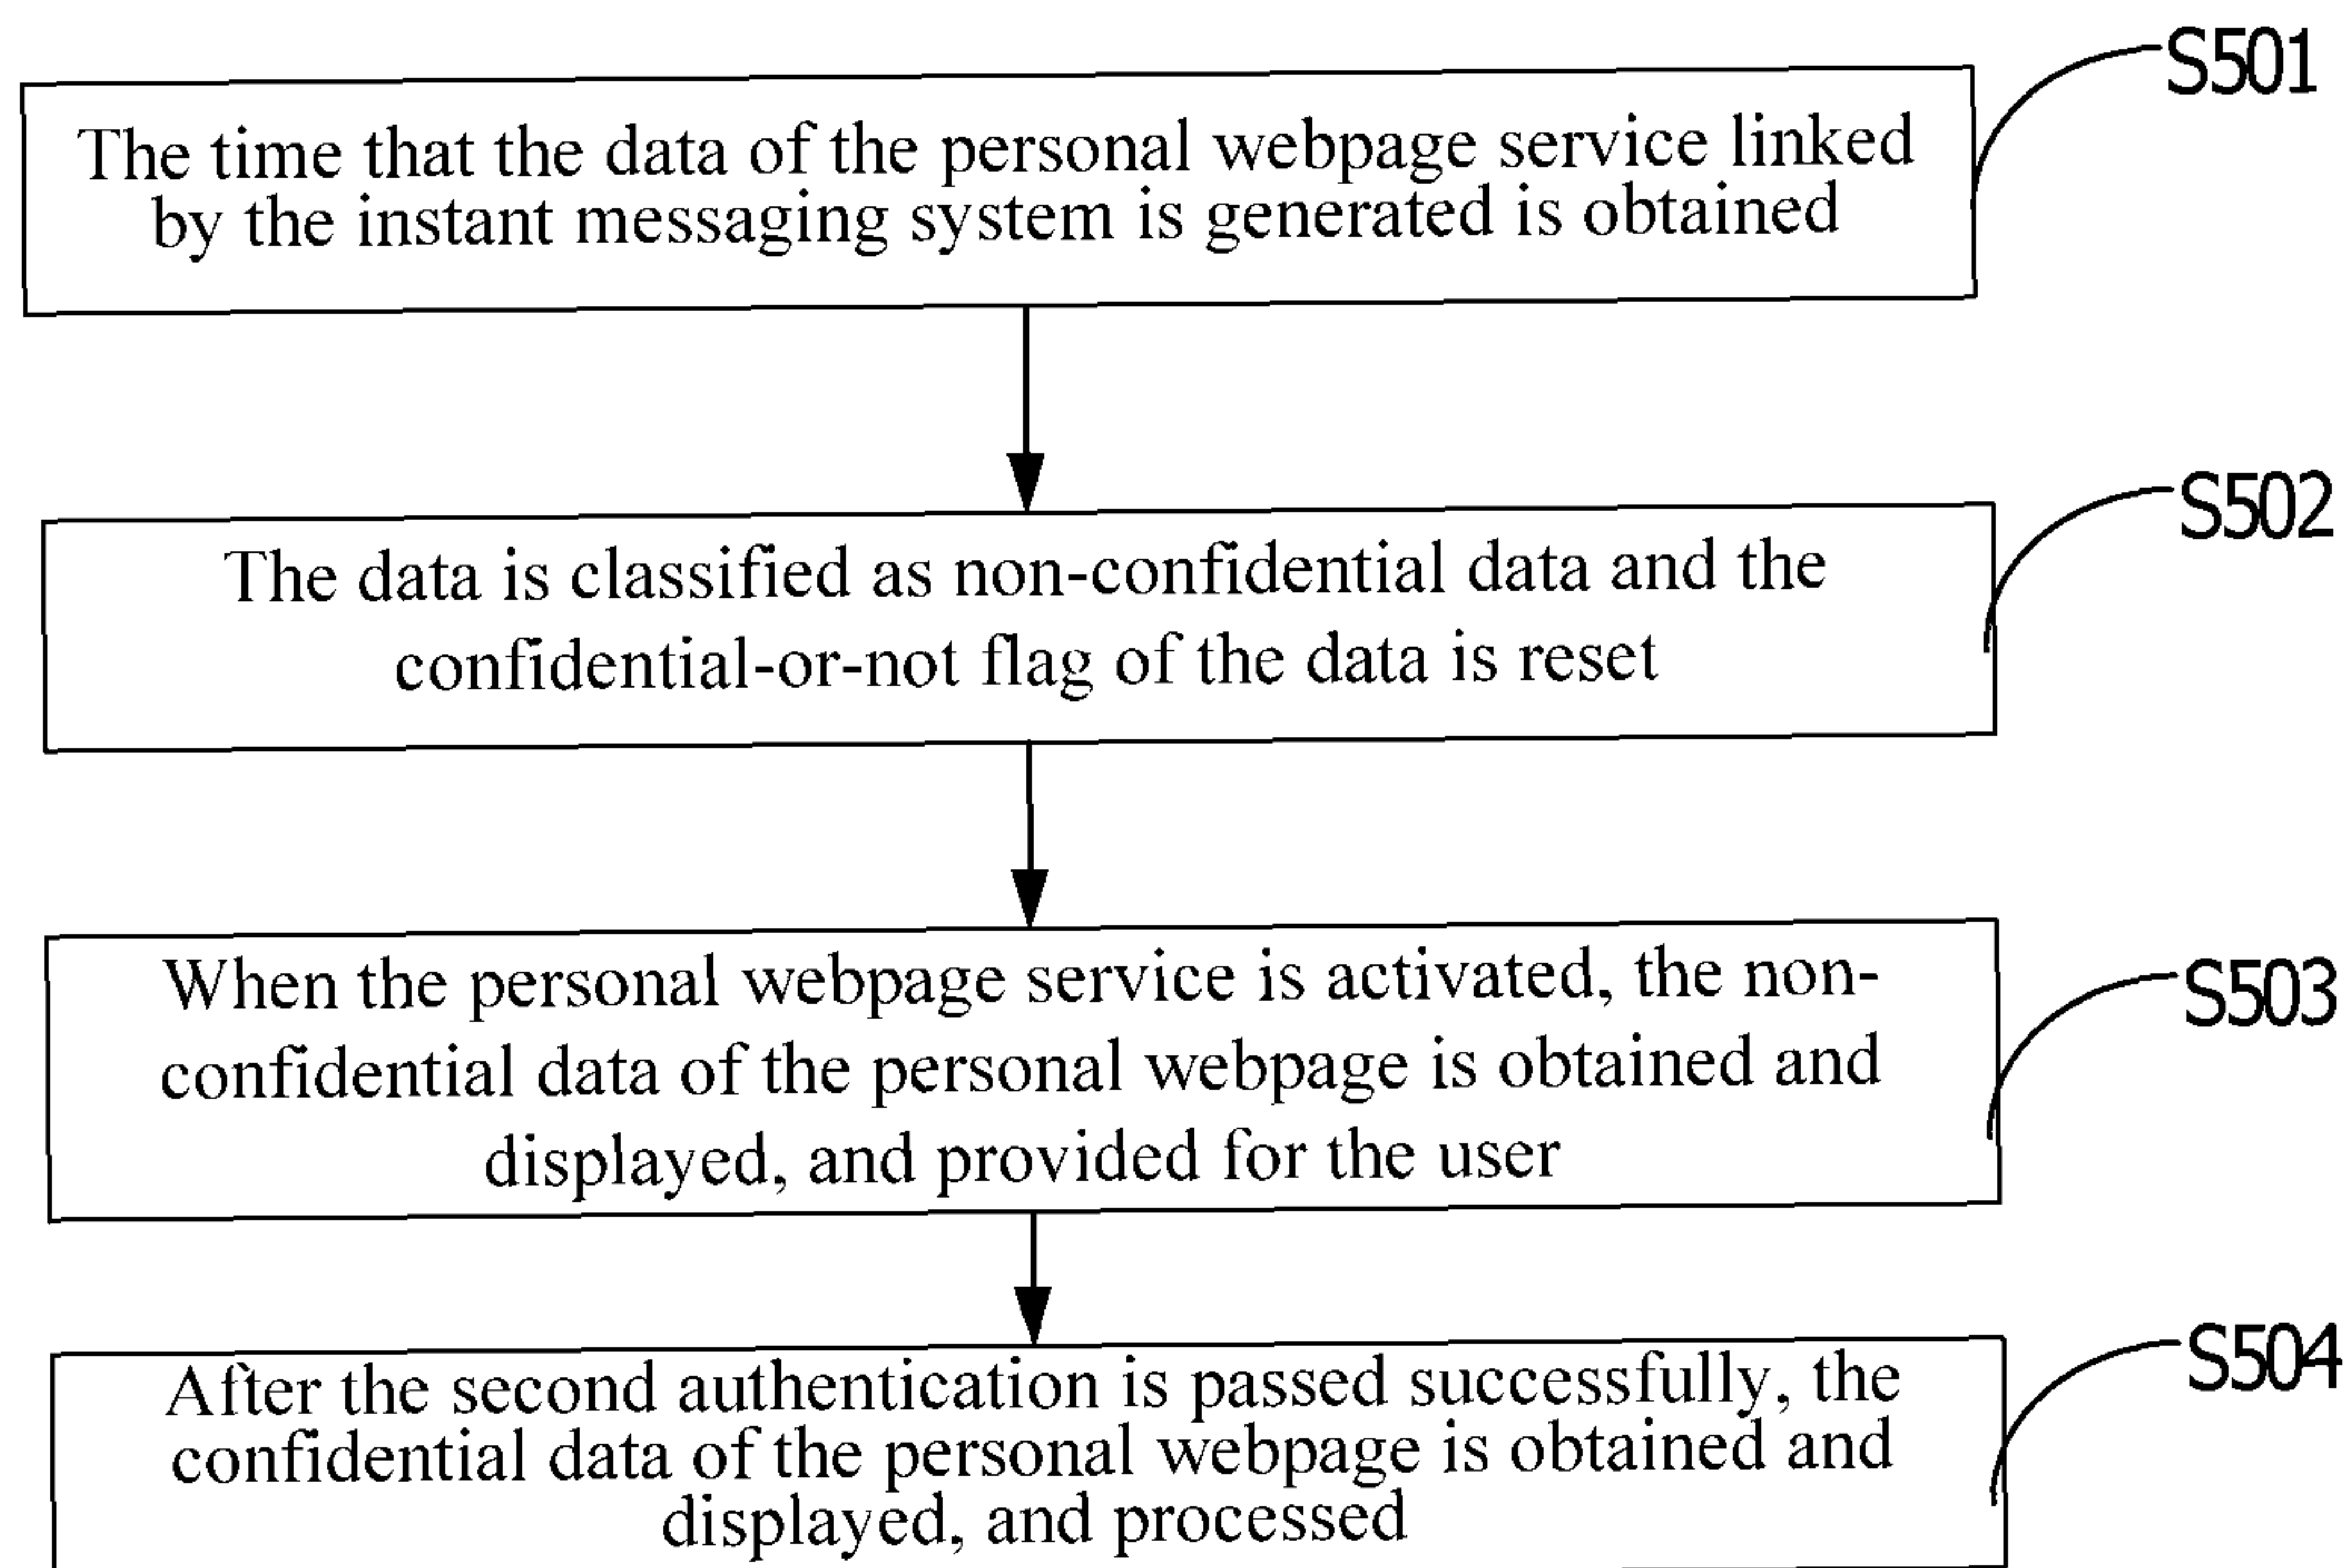 S501
The time that the data of the personal webpage service linked
by the instant messaging system is generated is obtained
S502
The data is classified as non-confidential data and the
confidential-or-not flag of the data is reset
S503
When the personal webpage service is activated, the non-
confidential data of the personal webpage is obtained and
displayed, and provided for the user
S504
After the second authentication is passed successfully, the
confidential data of the personal webpage is obtained and
displayed, and processed